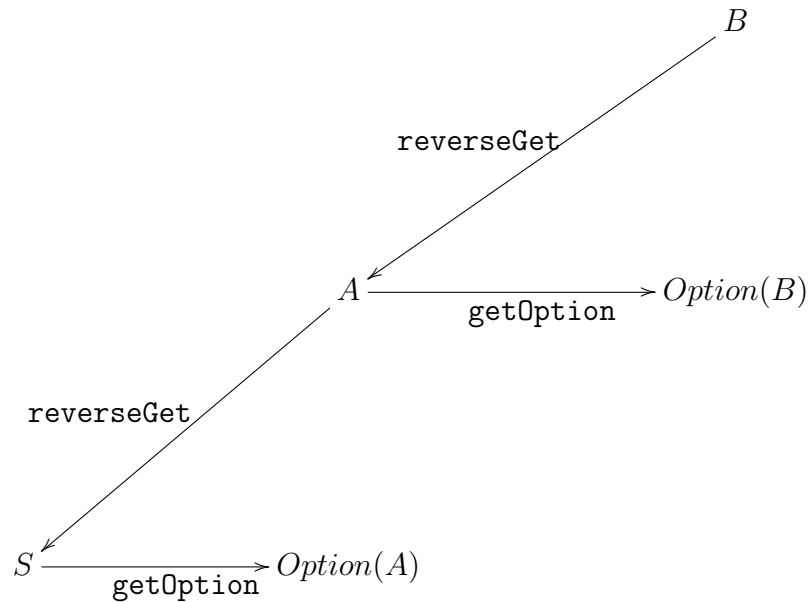 B
reverseGet
A Option(B)
getOption
reverseGet
S Option(A)
getOption